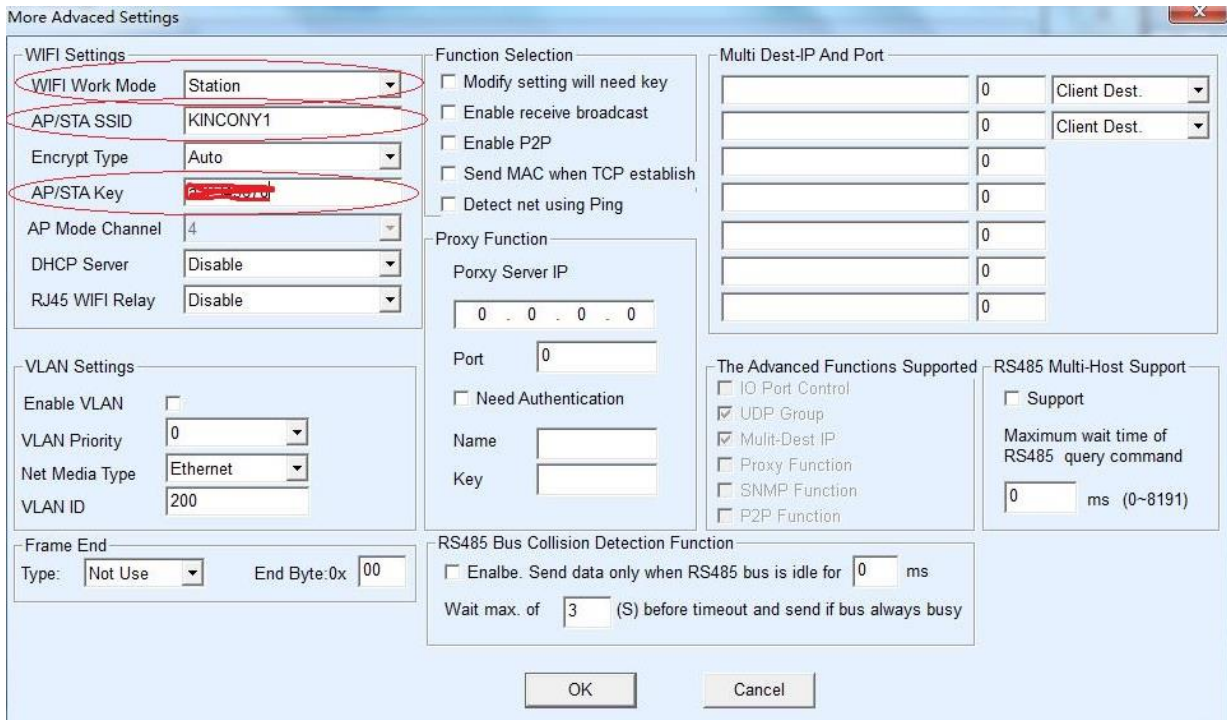 More Advaced Settings
WIFI Settings
WIFI Work Mode Station
AP/STA SSID KINCONY1
Encrypt Type Auto
AP/STA Key
AP Mode Channel 4
DHCP Server Disable
RJ45 WIFI Relay Disable
Function Selection
Modify setting will need key
Enable receive broadcast
Enable P2P
Send MAC when TCP establish
Detect net using Ping
Multi Dest-IP And Port
0 Client Dest.
0 Client Dest.
0
0
0
0
0
Proxy Function
Porxy Server IP
0 . 0 . 0 . 0
Port 0
Need Authentication
Name
Key
VLAN Settings
Enable VLAN
VLAN Priority 0
Net Media Type Ethernet
VLAN ID 200
The Advanced Functions Supported
IO Port Control
UDP Group
Mulit-Dest IP
Proxy Function
SNMP Function
P2P Function
RS485 Multi-Host Support
Support
Maximum wait time of
RS485 query command
0 ms (0~8191)
Frame End
Type: Not Use End Byte:0x 00
RS485 Bus Collision Detection Function
Enalbe. Send data only when RS485 bus is idle for 0 ms
Wait max. of 3 (S) before timeout and send if bus always busy
OK Cancel